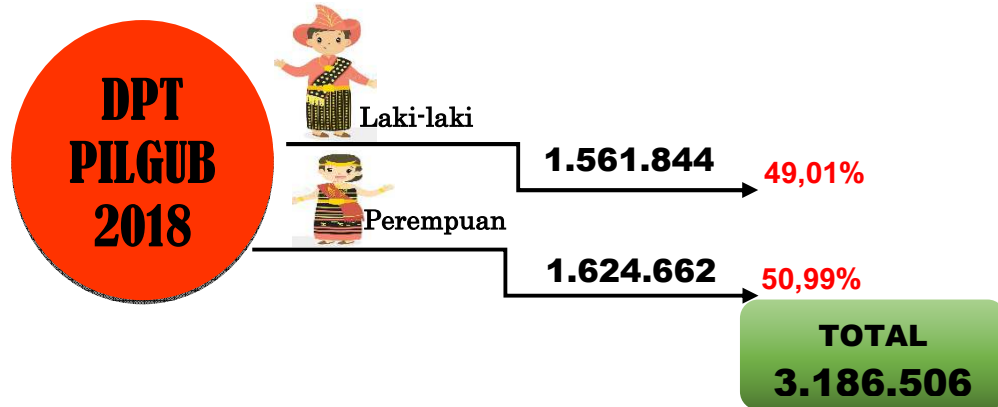 DPT
PILGUB
2018
Laki-laki
1.561.844
49,01%
Perempuan
1.624.662
50,99%
TOTAL
3.186.506